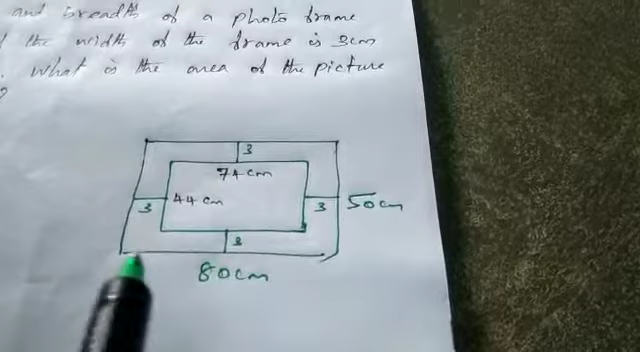 and breadth of a photo frame
the width of the frame is 3cm
. What is the area of the picture
?
3
74 cm
44 cm
3
3
50cm
3
80cm